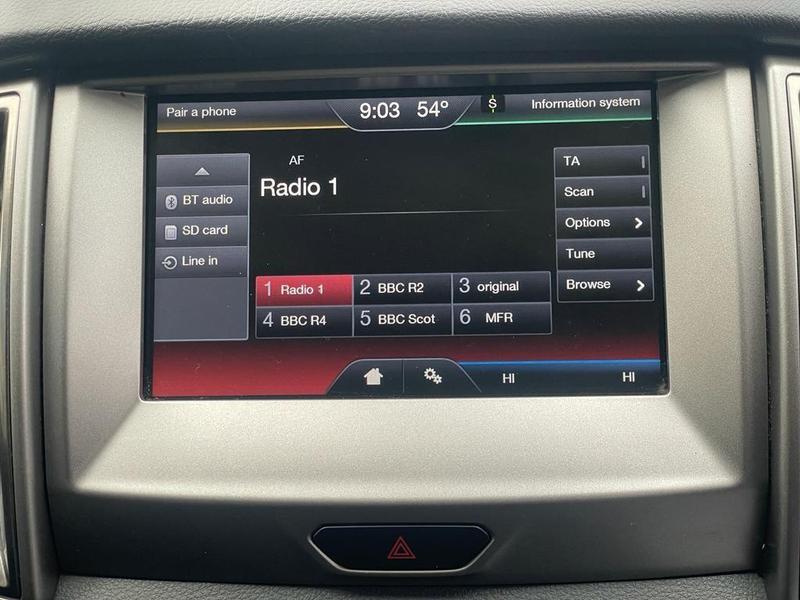 Pair a phone
9:03 54°
S
Information system
AF
Radio 1
BT audio
SD card
Line in
TA
Scan
Options
Tune
Browse
1 Radio 1
2 BBC R2
3 original
4 BBC R4
5 BBC Scot
6 MFR
HI
HI